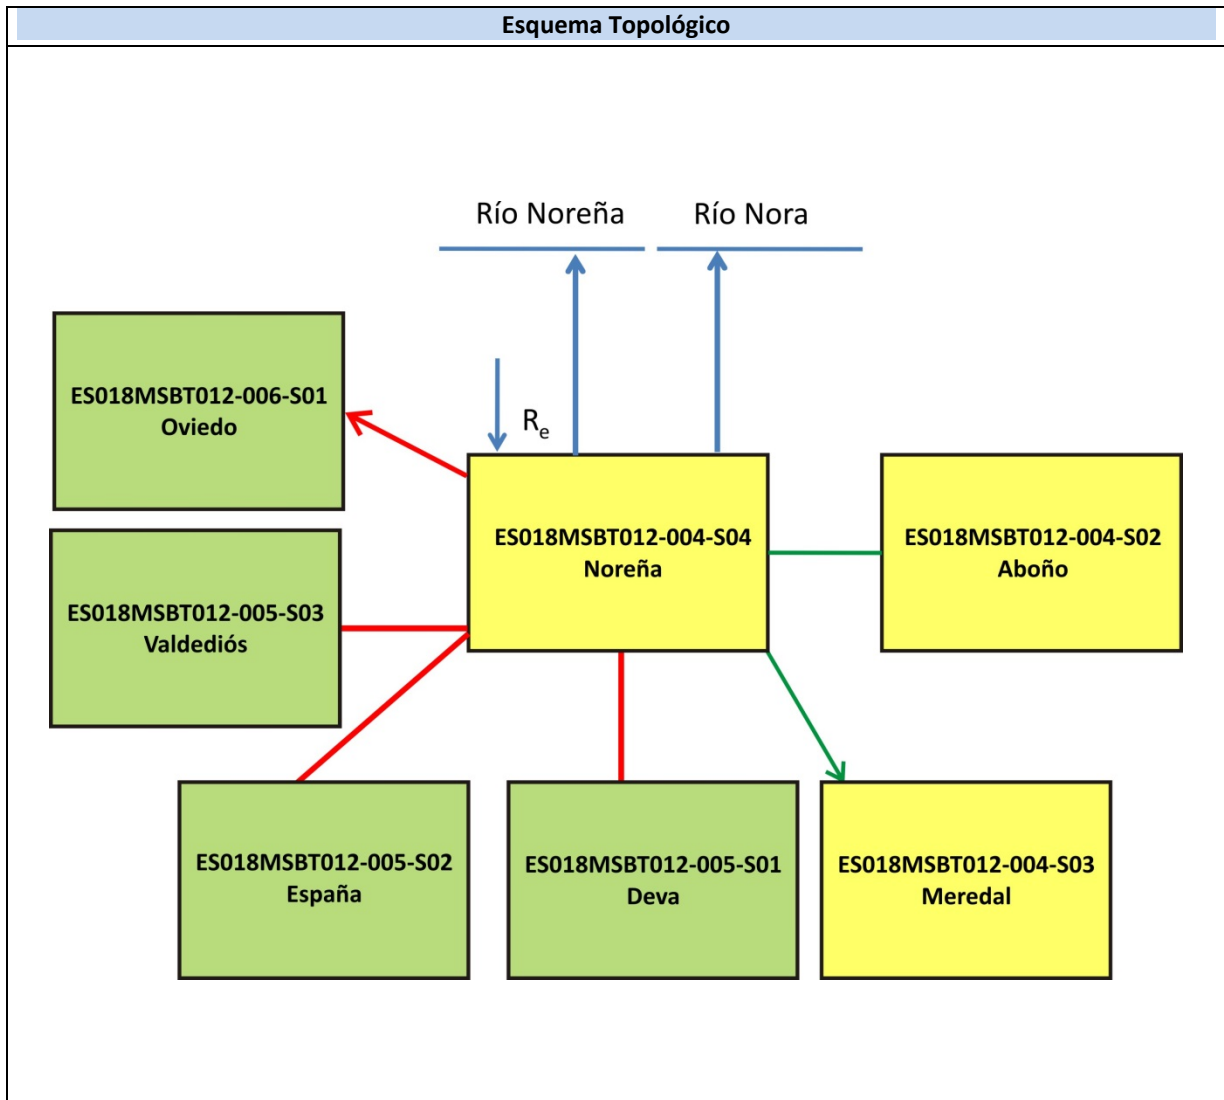 Esquema Topológico
Río Noreña
Río Nora
ES018MSBT012-006-S01
Oviedo
Re
ES018MSBT012-004-S04
Noreña
ES018MSBT012-004-S02
Aboño
ES018MSBT012-005-S03
Valdediós
ES018MSBT012-005-S02
España
ES018MSBT012-005-S01
Deva
ES018MSBT012-004-S03
Meredal